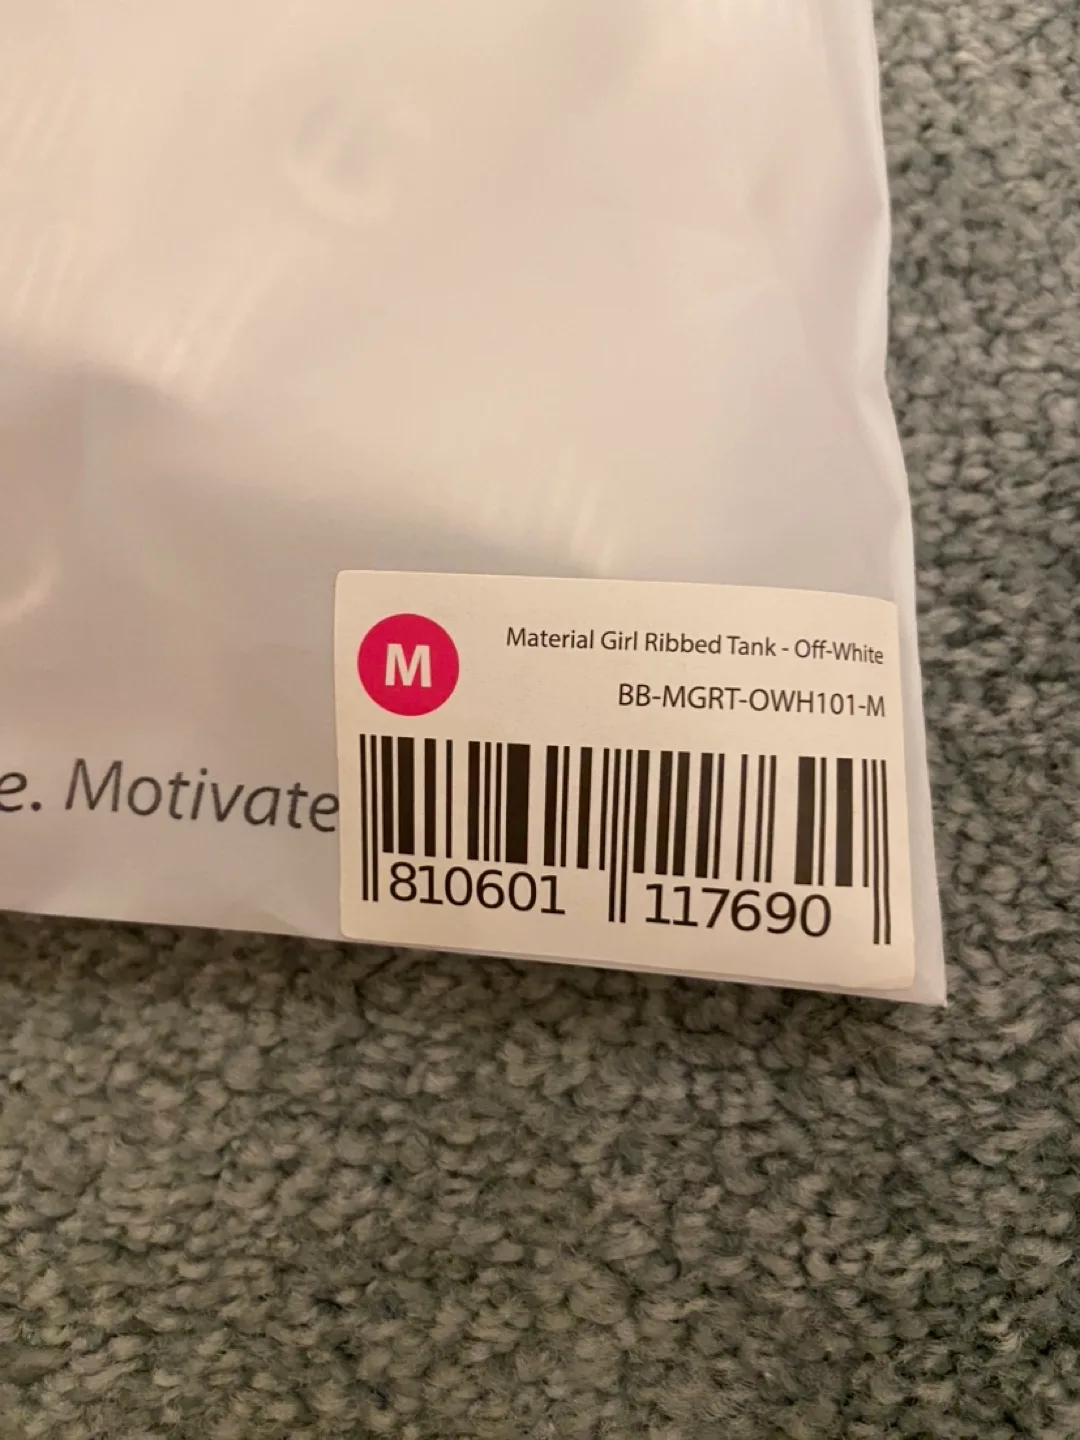 M
Material Girl Ribbed Tank - Off-White
BB-MGRT-OWH101-M
e. Motivate
810601 117690